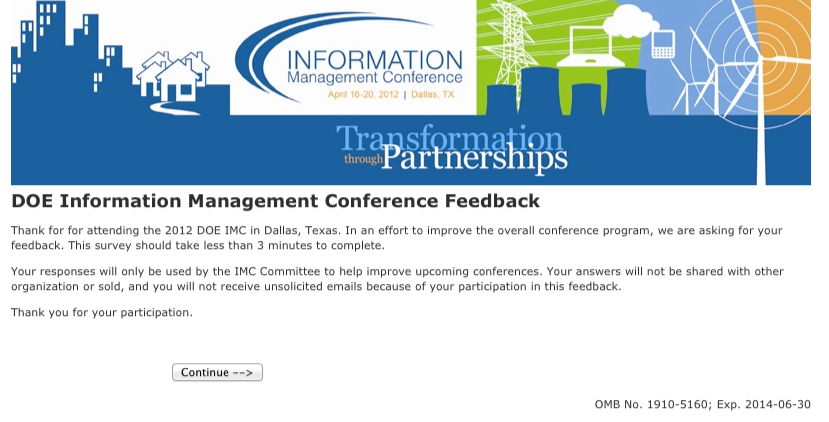 INFORMATION
Management Conference
April 16-20, 2012 | Dallas, TX
Transformation
through Partnerships
DOE Information Management Conference Feedback
Thank for for attending the 2012 DOE IMC in Dallas, Texas. In an effort to improve the overall conference program, we are asking for your
feedback. This survey should take less than 3 minutes to complete.
Your responses will only be used by the IMC Committee to help improve upcoming conferences. Your answers will not be shared with other
organization or sold, and you will not receive unsolicited emails because of your participation in this feedback.
Thank you for your participation.
Continue -->
OMB No. 1910-5160; Exp. 2014-06-30